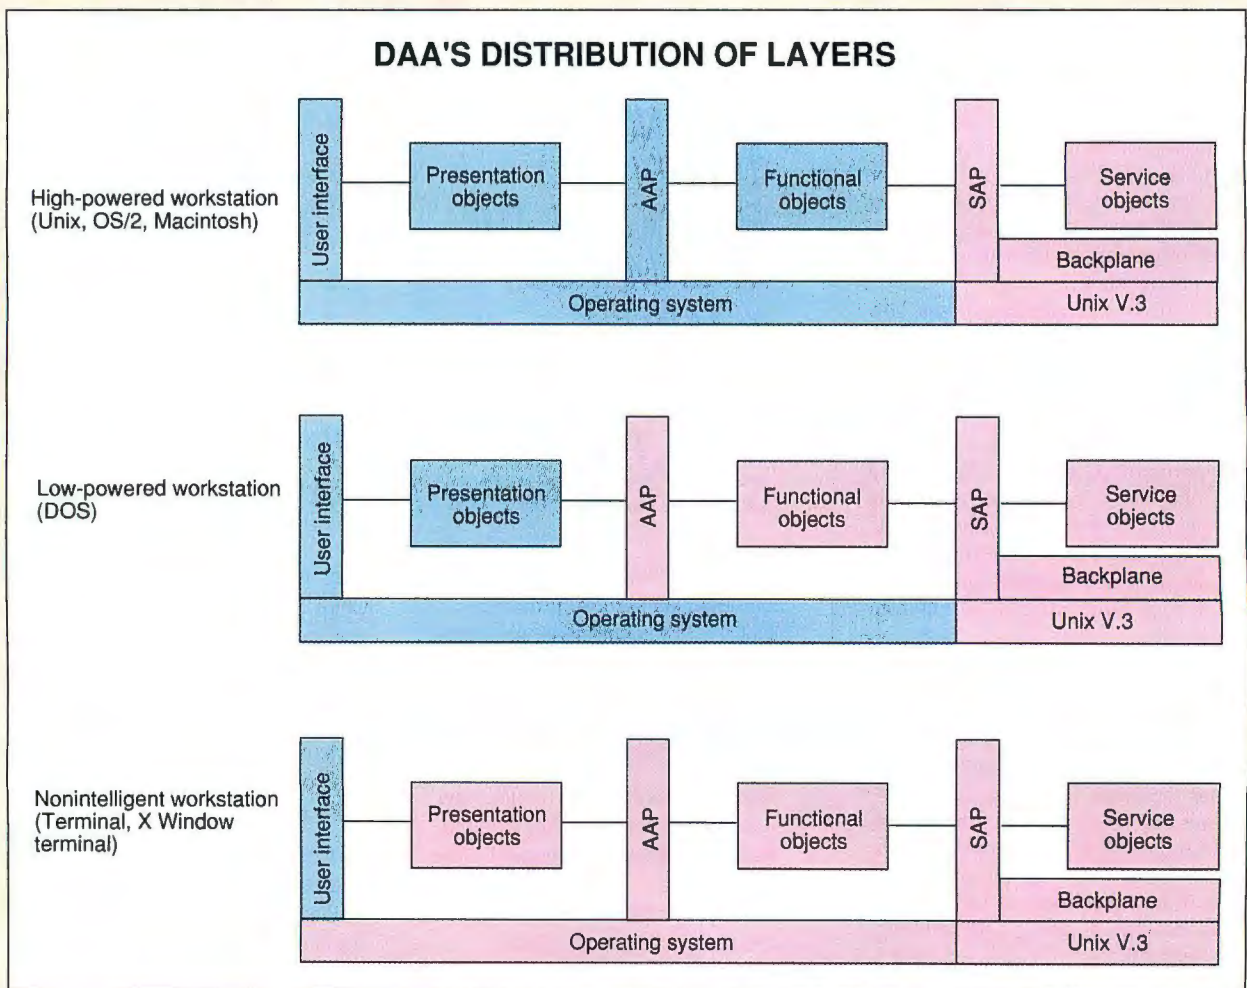 DAA'S DISTRIBUTION OF LAYERS
High-powered workstation
(Unix, OS/2, Macintosh)
User interface
Presentation
objects
AAP
Functional
objects
SAP
Service
objects
Backplane
Operating system
Unix V.3
Low-powered workstation
(DOS)
User interface
Presentation
objects
AAP
Functional
objects
SAP
Service
objects
Backplane
Operating system
Unix V.3
Nonintelligent workstation
(Terminal, X Window
terminal)
User interface
Presentation
objects
AAP
Functional
objects
SAP
Service
objects
Backplane
Operating system
Unix V.3